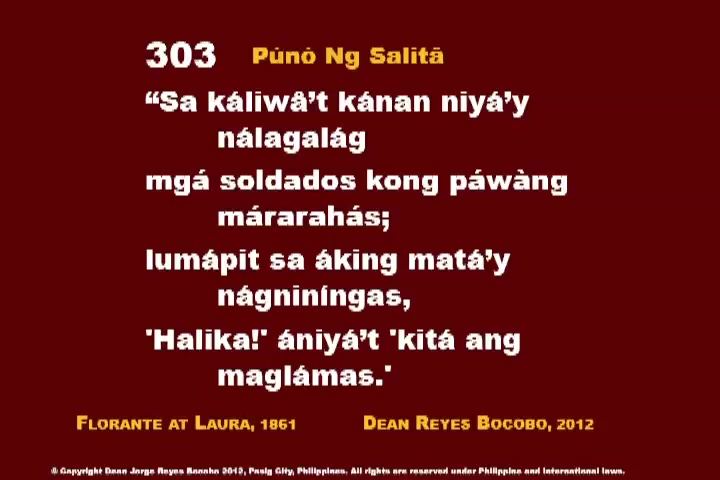 303 Púnò Ng Salitâ
“Sa káliwâ’t kánan niyá’y
nálagalág
mgá soldados kong páwàng
márarahás;
lumápit sa áking matá’y
nágniníngas,
'Halika!' ániyá’t 'kitá ang
maglámas.'
Florante at Laura, 1861 Dean Reyes Bocobo, 2012
© Copyright Dean Jorge Reyes Bocobo 2012, Pasig City, Philippines. All rights are reserved under Philippine and International laws.